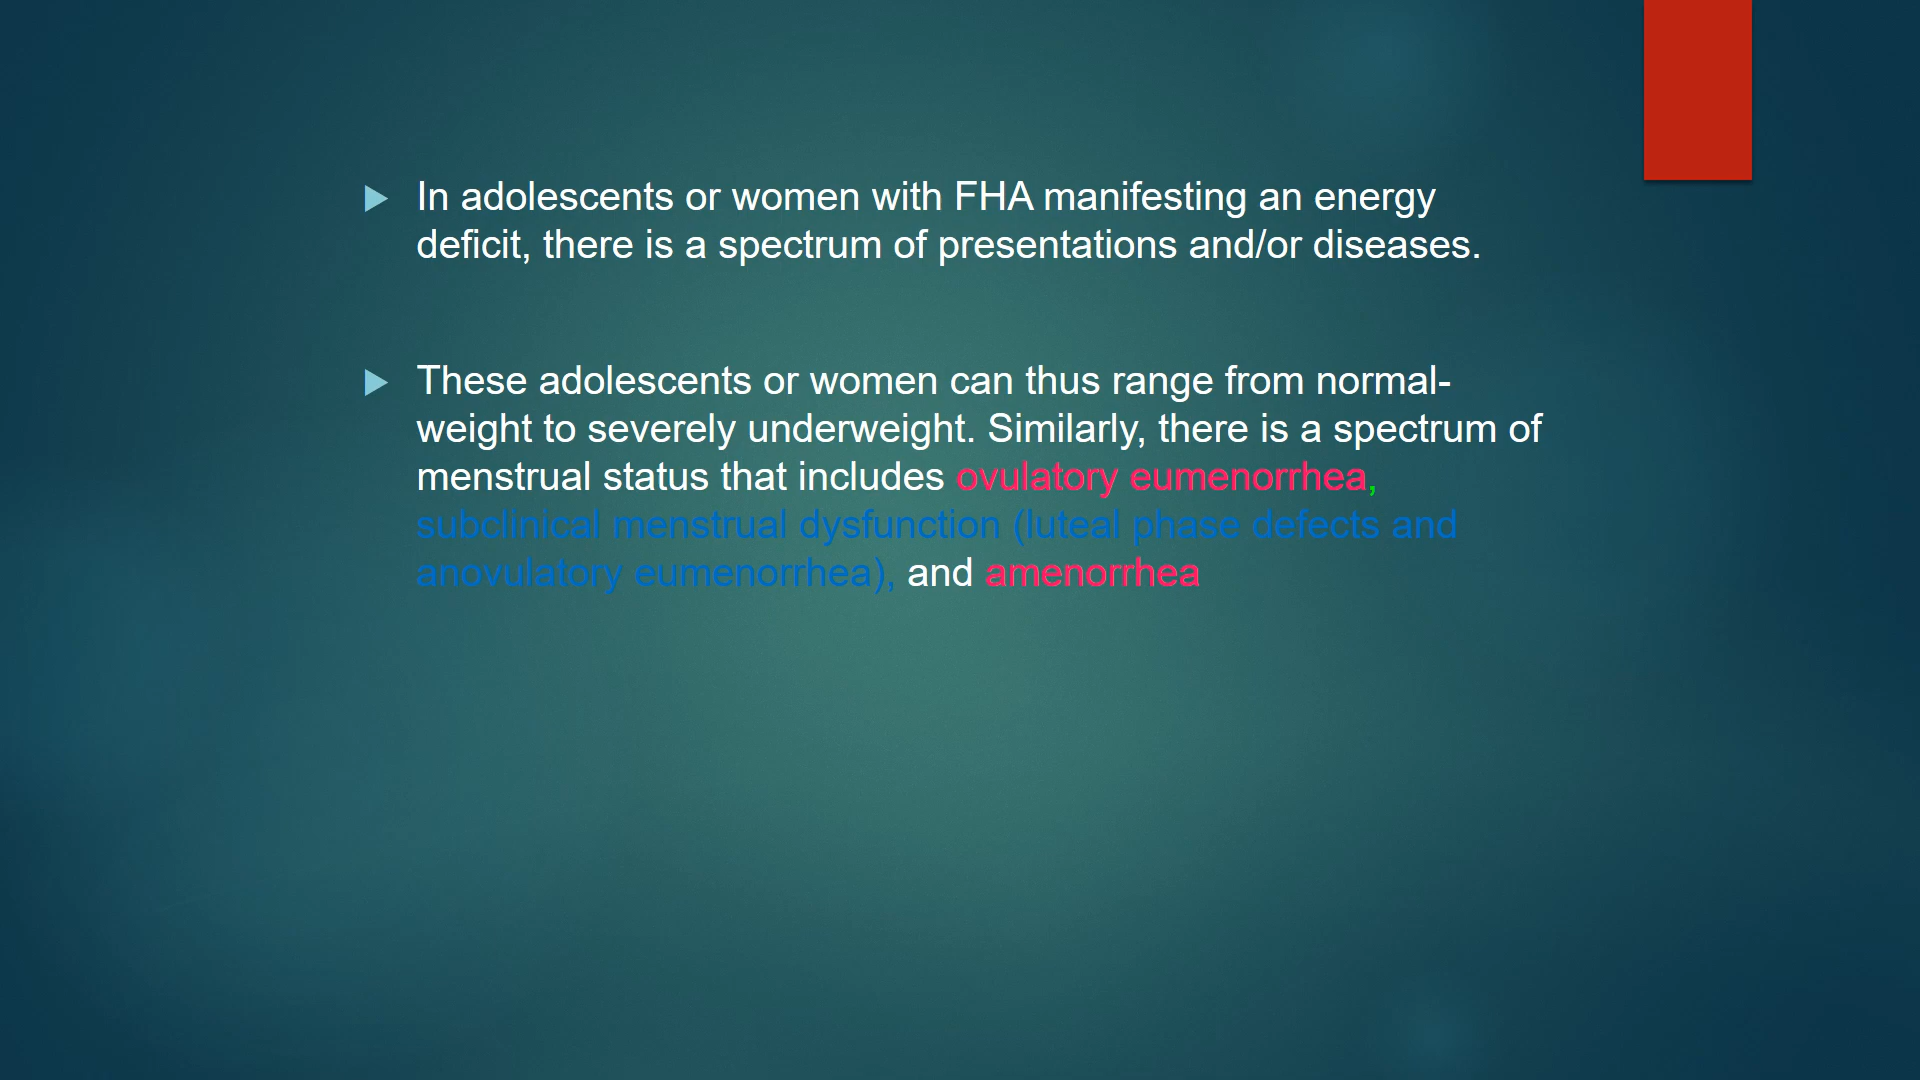 In adolescents or women with FHA manifesting an energy
deficit, there is a spectrum of presentations and/or diseases.
These adolescents or women can thus range from normal-
weight to severely underweight. Similarly, there is a spectrum of
menstrual status that includes ovulatory eumenorrhea,
subclinical menstrual dysfunction (luteal phase defects and
anovulatory eumenorrhea), and amenorrhea